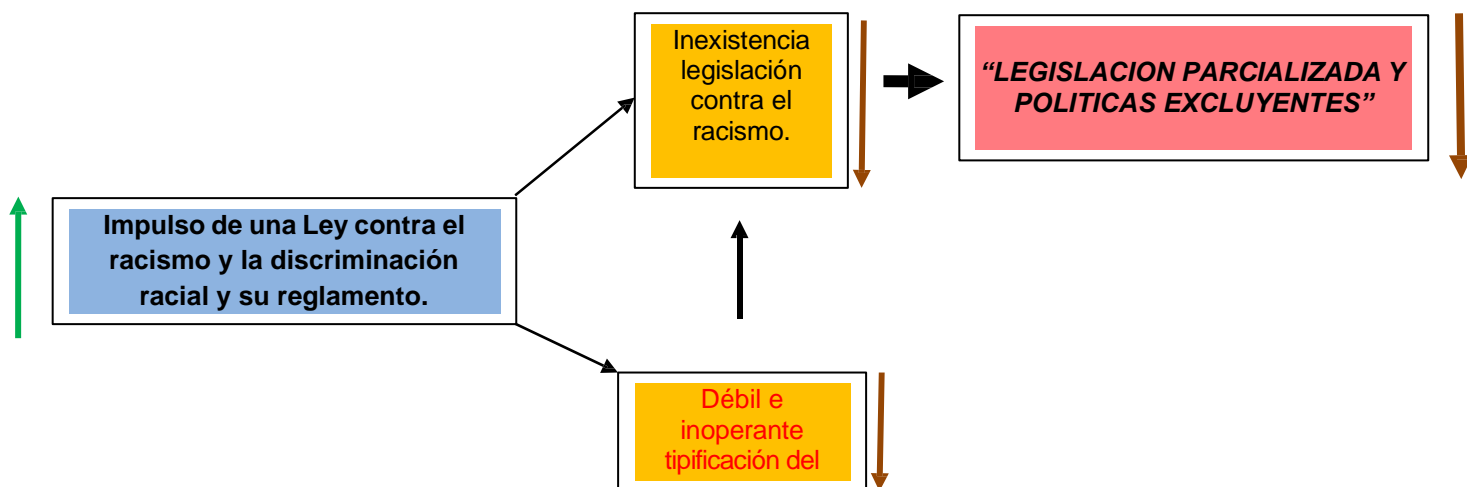 Inexistencia
legislación
contra el
racismo.
“LEGISLACION PARCIALIZADA Y
POLITICAS EXCLUYENTES”
Impulso de una Ley contra el
racismo y la discriminación
racial y su reglamento.
Débil e
inoperante
tipificación del